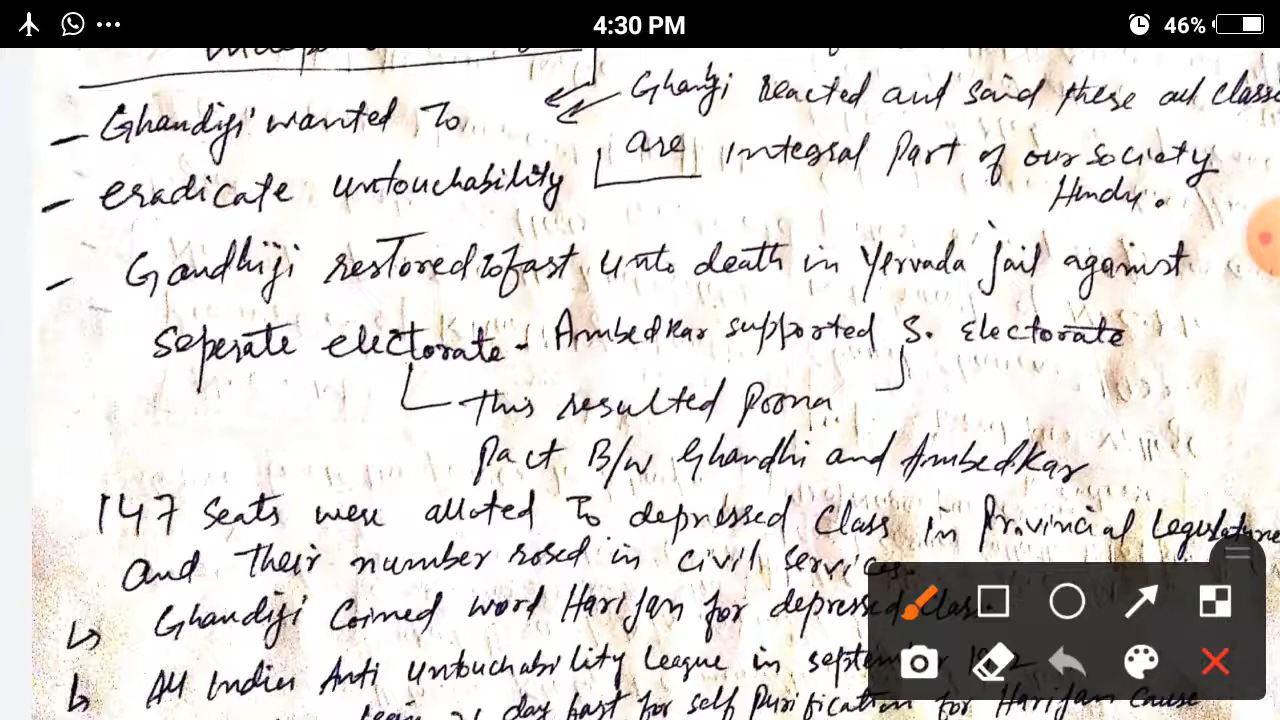 4:30 PM
46%
Ghandiji wanted To
eradicate untouchability
Ghanji reacted and said these all classe
are integral Part of our society
Hindu.
Gandhiji restored to fast unto death in Yervada jail against
seperate electorate - Ambedkar supported S. Electorate
This resulted Poona
Pact B/w Ghandhi and Ambedkar
147 Seats were alloted To depressed Class in Provincial Legislature
and their number rosed in civil services.
Ghandiji Coined word Harijan for depressed class.
All India Anti Untouchability League in september
21 day fast for self Purification for Harijan cause